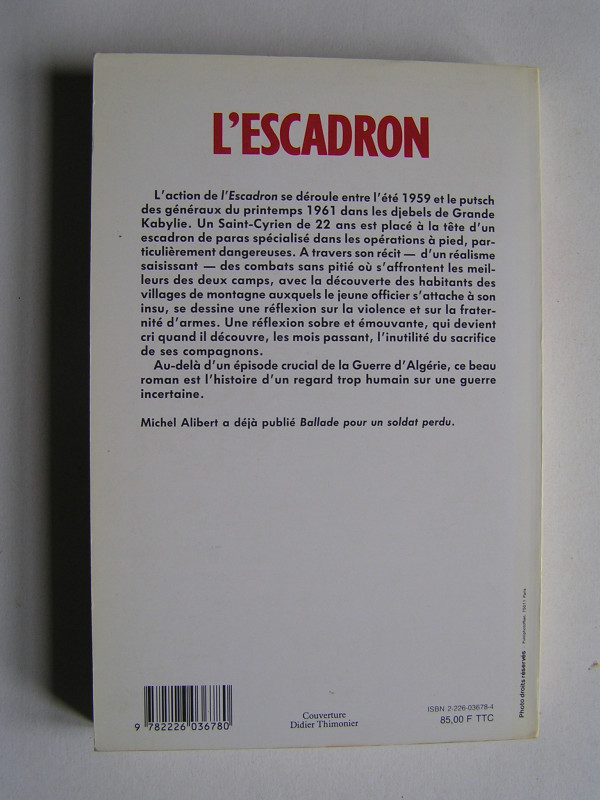 L'ESCADRON
L'action de l'Escadron se déroule entre l'été 1959 et le putsch
des généraux du printemps 1961 dans les djebels de Grande
Kabylie. Un Saint-Cyrien de 22 ans est placé à la tête d'un
escadron de paras spécialisé dans les opérations à pied, par-
ticulièrement dangereuses. A travers son récit — d'un réalisme
saisissant — des combats sans pitié où s'affrontent les meil-
leurs des deux camps, avec la découverte des habitants des
villages de montagne auxquels le jeune officier s'attache à son
insu, se dessine une réflexion sur la violence et sur la frater-
nité d'armes. Une réflexion sobre et émouvante, qui devient
cri quand il découvre, les mois passant, l'inutilité du sacrifice
de ses compagnons.
Au-delà d'un épisode crucial de la Guerre d'Algérie, ce beau
roman est l'histoire d'un regard trop humain sur une guerre
incertaine.
Michel Alibert a déjà publié Ballade pour un soldat perdu.
Photo droits réservés
9 782226 036780
Couverture
Didier Thimonier
ISBN 2-226-03678-4
85,00 F TTC